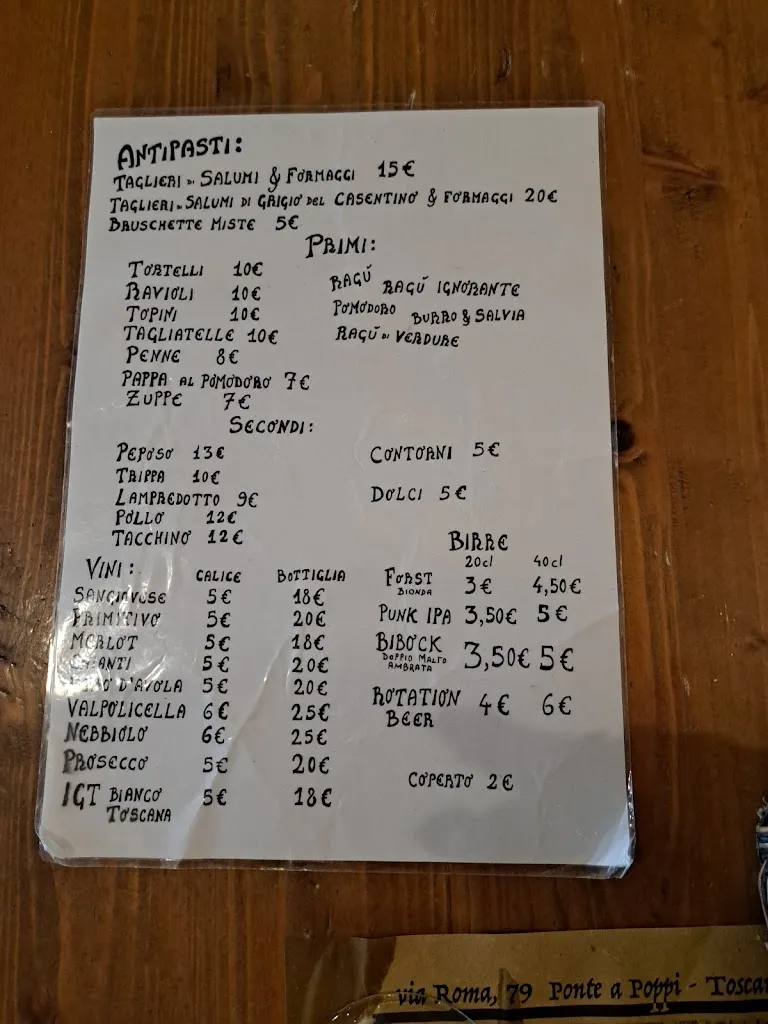 ANTIPASTI:
TAGLIERI DI SALUMI & FORMAGGI 15€
TAGLIERI DI SALUMI DI GRIGIO DEL CASENTINO & FORMAGGI 20€
BRUSCHETTE MISTE 5€
PRIMI:
TORTELLI 10€
RAVIOLI 10€
TOPINI 10€
TAGLIATELLE 10€
PENNE 8€
PAPPA AL POMODORO 7€
ZUPPE 7€
RAGÚ RAGÚ IGNORANTE
POMODORO BURRO & SALVIA
RAGÚ DI VERDURE
SECONDI:
PEPOSO 13€
TRIPPA 10€
LAMPREDOTTO 9€
POLLO 12€
TACCHINO 12€
CONTORNI 5€
DOLCI 5€
VINI: CALICE BOTTIGLIA
SANGIOVESE 5€ 18€
PRIMITIVO 5€ 20€
MERLOT 5€ 18€
CHIANTI 5€ 20€
NERO D'AVOLA 5€ 20€
VALPOLICELLA 6€ 25€
NEBBIOLO 6€ 25€
PROSECCO 5€ 20€
IGT BIANCO 5€ 18€
TOSCANA
BIRRE
20cl 40cl
FORST 3€ 4,50€
BIONDA
PUNK IPA 3,50€ 5€
BIBOCK 3,50€ 5€
DOPPIO MALTO
AMBRATA
ROTATION 4€ 6€
BEER
COPERTO 2€
via Roma, 79 Ponte a Poppi - Toscan